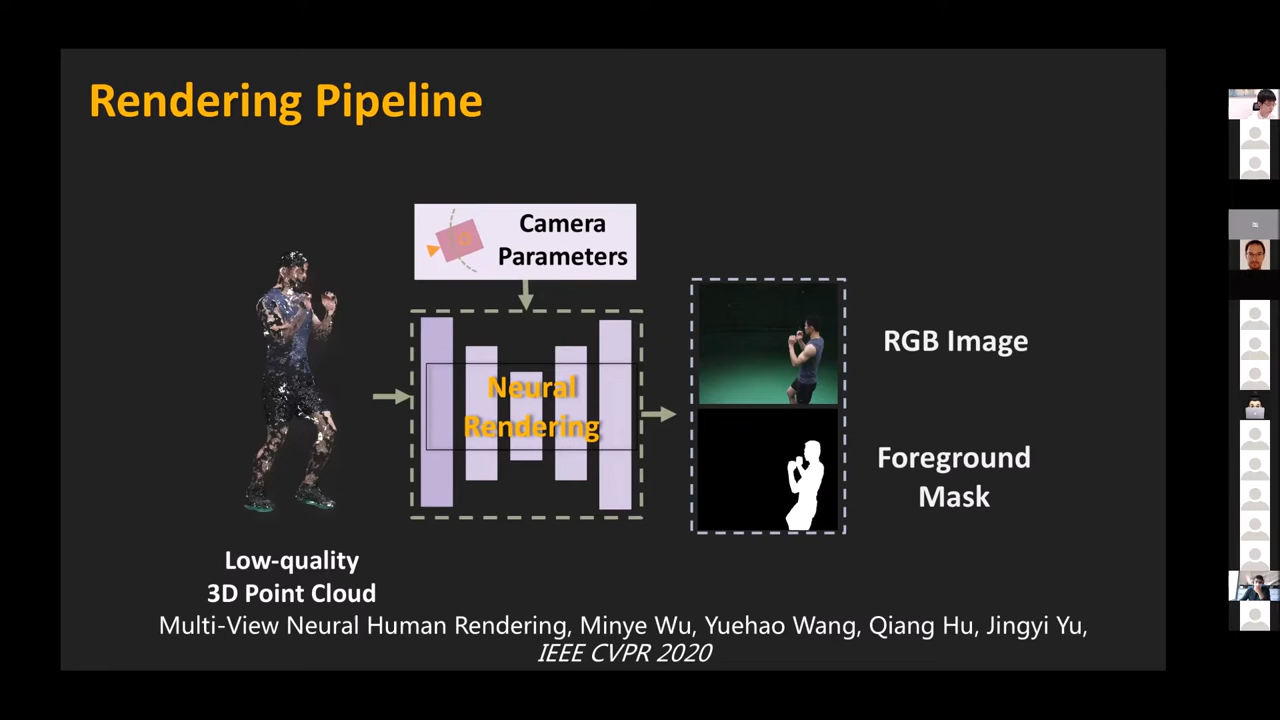 Rendering Pipeline
Camera
Parameters
Neural
Rendering
RGB Image
Foreground
Mask
Low-quality
3D Point Cloud
Multi-View Neural Human Rendering, Minye Wu, Yuehao Wang, Qiang Hu, Jingyi Yu,
IEEE CVPR 2020